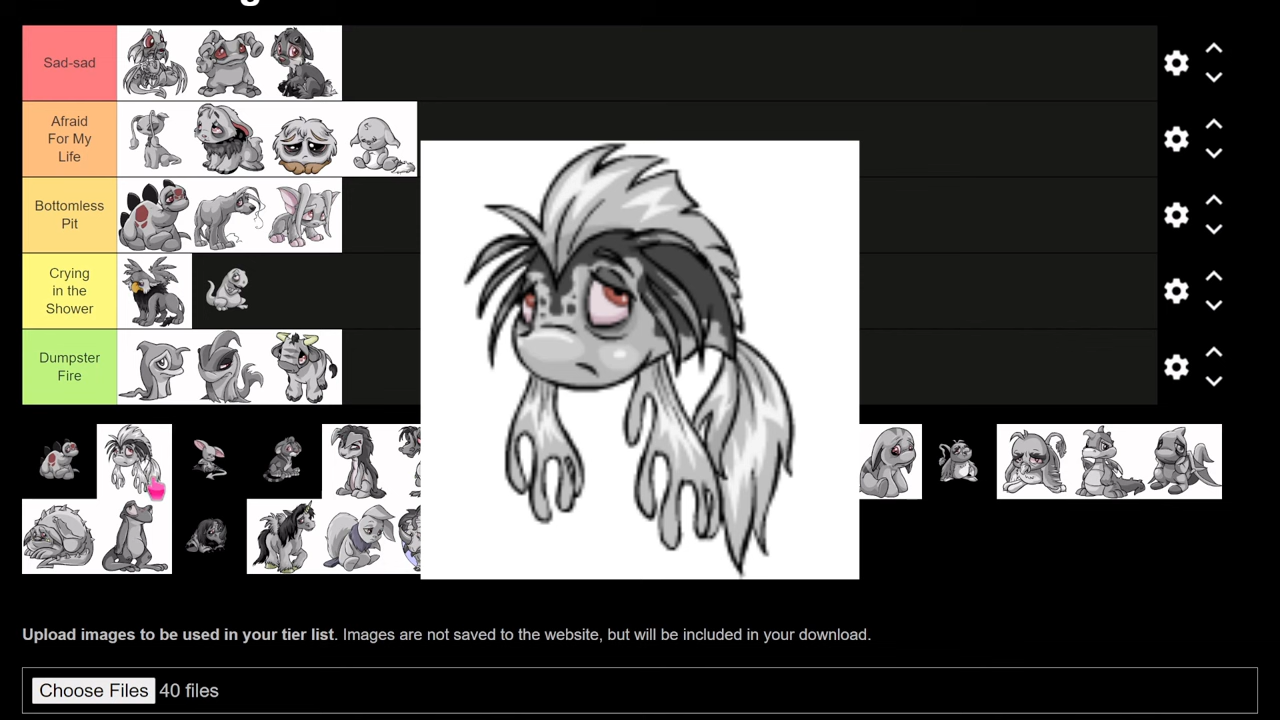 Sad-sad
Afraid
For My
Life
Bottomless
Pit
Crying
in the
Shower
Dumpster
Fire
Upload images to be used in your tier list. Images are not saved to the website, but will be included in your download.
Choose Files 40 files